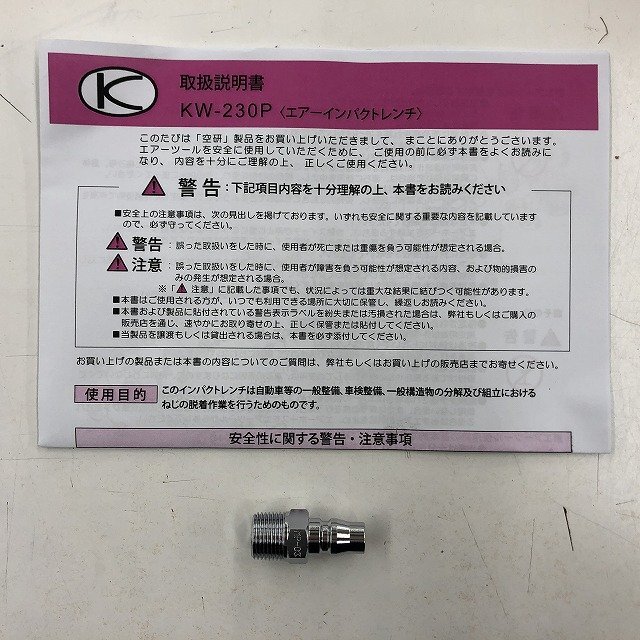 K
取扱説明書
KW-230P〈エアーインパクトレンチ〉
このたびは「空研」製品をお買い上げいただきまして、まことにありがとうございます。
エアーツールを安全に使用していただくために、ご使用の前に必ず本書をよくお読みに
なり、内容を十分にご理解の上、正しくご使用ください。
警告:下記項目内容を十分理解の上、本書をお読みください
■安全上の注意事項は、次の見出しを掲げております。いずれも安全に関する重要な内容を記載しています
ので、必ず守ってください。
警告:誤った取扱いをした時に、使用者が死亡または重傷を負う可能性が想定される場合。
注意:誤った取扱いをした時に、使用者が障害を負う可能性が想定される内容、および物的損害の
みの発生が想定される場合。
※「注意」に記載した事項でも、状況によっては重大な結果に結びつく可能性があります。
■本書はご使用される方が、いつでも利用できる場所に大切に保管し、繰返しお読みください。
■本書および製品に貼付されている警告表示ラベルを紛失または汚損された場合は、弊社もしくはご購入の
販売店を通し、速やかにお取り寄せの上、正しく保管または貼付してください。
■当製品を譲渡もしくは貸出される場合は、本書を必ず添付してください。
お買い上げの製品または本書の内容についてのご質問は、弊社もしくはお買い上げの販売店までお寄せください。
使用目的 このインパクトレンチは自動車等の一般整備、車検整備、一般構造物の分解及び組立における
ねじの脱着作業を行うためのものです。
安全性に関する警告・注意事項